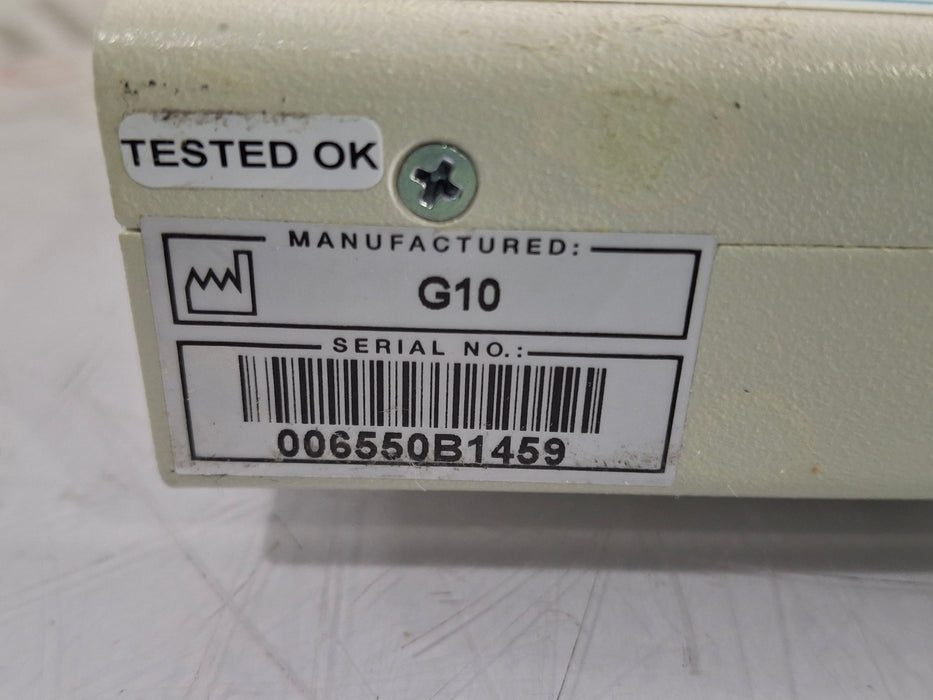 TESTED OK
MANUFACTURED:
G10
SERIAL NO.:
006550B1459